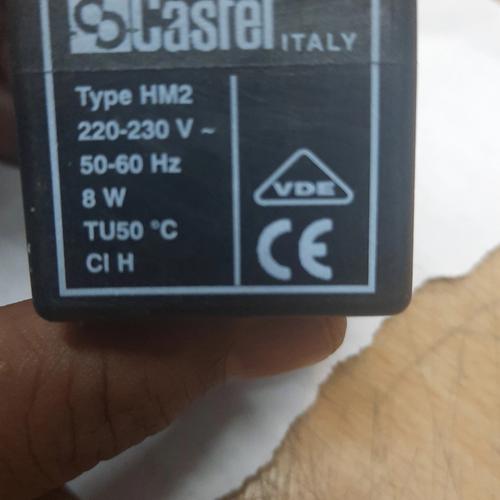 Castel ITALY
Type HM2
220-230 V ~
50-60 Hz
8 W
TU50 °C
Cl H
VDE
CE